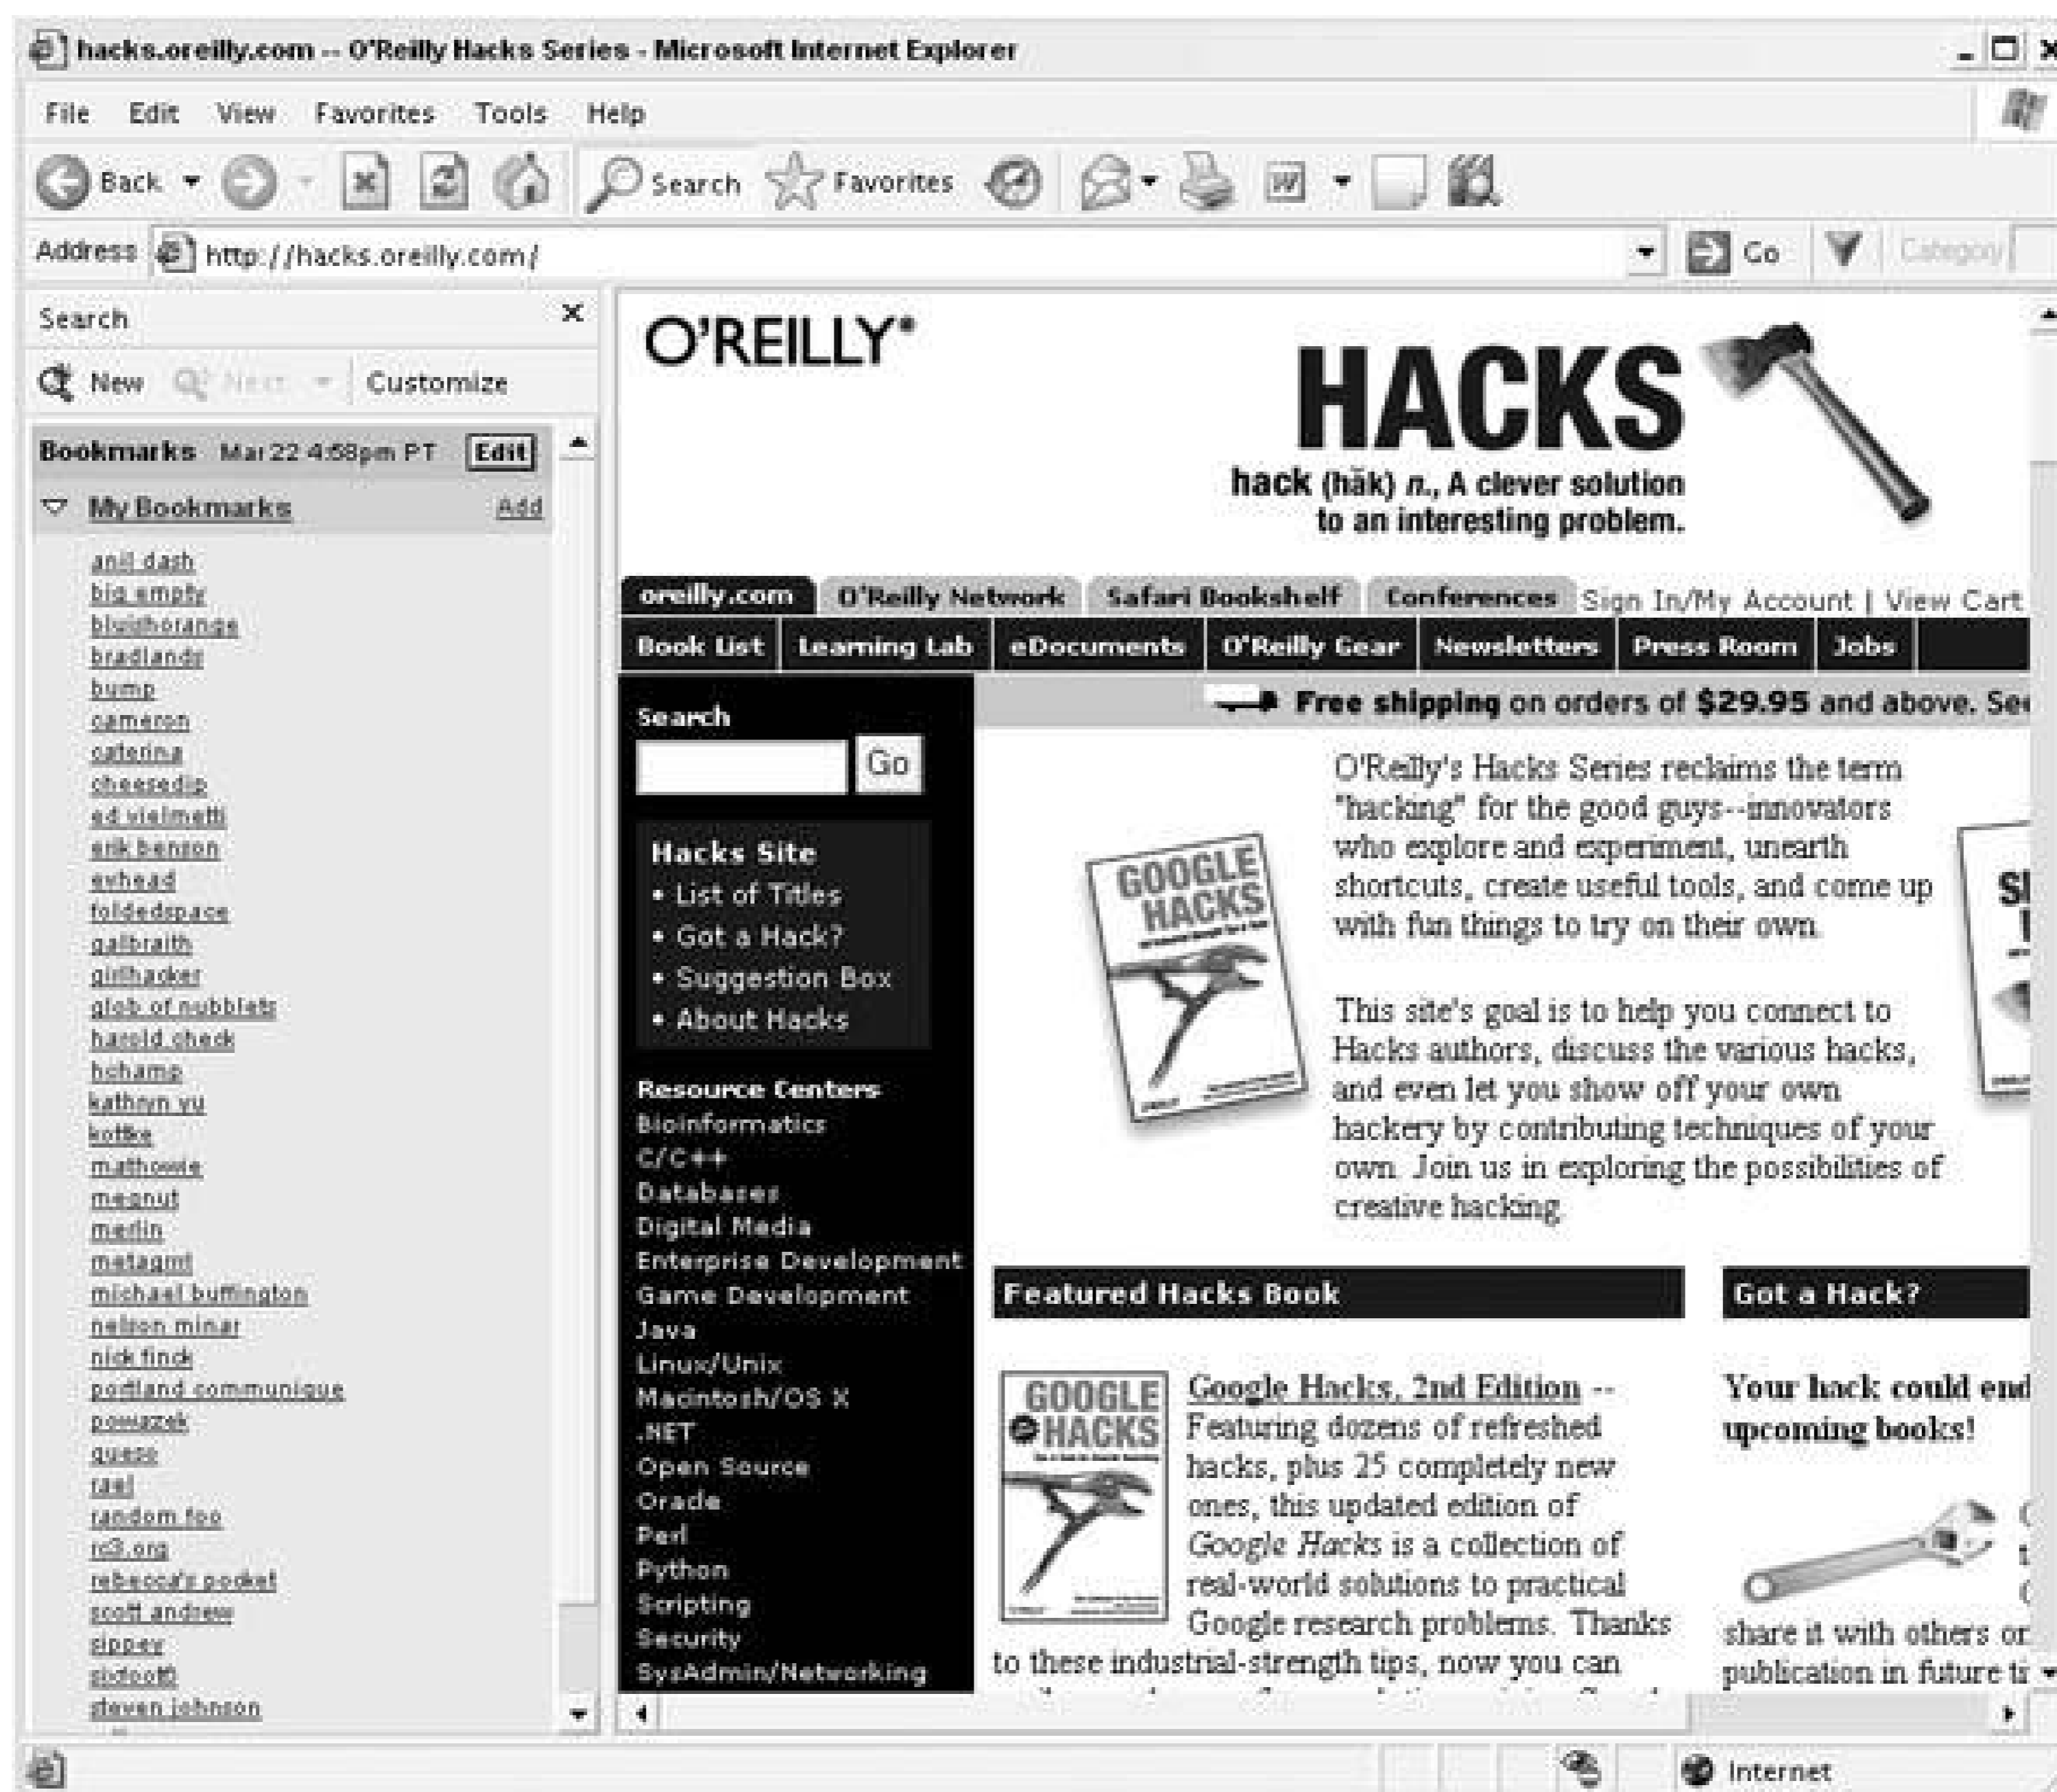 hacks.oreilly.com -- O'Reilly Hacks Series - Microsoft Internet Explorer
File Edit View Favorites Tools Help
Back Search Favorites
Address http://hacks.oreilly.com/ Go Category
Search
New Next Customize
Bookmarks Mar 22 4:58pm PT Edit
My Bookmarks Add
anil dash
big empty
bluishorange
bradlands
bump
cameron
caterina
cheesedip
ed vielmetti
erik benson
evhead
foldedspace
galbraith
girlhacker
glob of nubblets
harold check
hchamp
kathryn yu
kottke
mathowie
megnut
merlin
metagrrl
michael buffington
nelson minar
nick finck
portland communique
powazek
queso
rael
random foo
rc3.org
rebecca's pocket
scott andrew
sippey
sixfoot6
steven johnson
O'REILLY®
HACKS
hack (hăk) n., A clever solution
to an interesting problem.
oreilly.com O'Reilly Network Safari Bookshelf Conferences Sign In/My Account | View Cart
Book List Learning Lab eDocuments O'Reilly Gear Newsletters Press Room Jobs
Search
Go
Hacks Site
• List of Titles
• Got a Hack?
• Suggestion Box
• About Hacks
Resource Centers
Bioinformatics
C/C++
Databases
Digital Media
Enterprise Development
Game Development
Java
Linux/Unix
Macintosh/OS X
.NET
Open Source
Oracle
Perl
Python
Scripting
Security
SysAdmin/Networking
Free shipping on orders of $29.95 and above. See
GOOGLE
HACKS
O'Reilly's Hacks Series reclaims the term
"hacking" for the good guys--innovators
who explore and experiment, unearth
shortcuts, create useful tools, and come up
with fun things to try on their own.
This site's goal is to help you connect to
Hacks authors, discuss the various hacks,
and even let you show off your own
hackery by contributing techniques of your
own. Join us in exploring the possibilities of
creative hacking.
Featured Hacks Book
GOOGLE
HACKS
Google Hacks, 2nd Edition --
Featuring dozens of refreshed
hacks, plus 25 completely new
ones, this updated edition of
Google Hacks is a collection of
real-world solutions to practical
Google research problems. Thanks
to these industrial-strength tips, now you can
Got a Hack?
Your hack could end
upcoming books!
share it with others or
publication in future
Internet